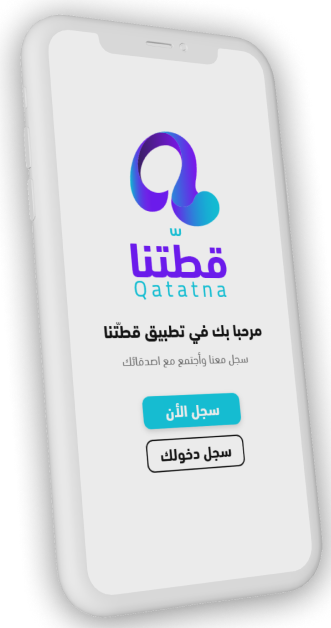 قطّتنا
Qatatna
مرحبا بك في تطبيق قطّتنا
سجل معنا وأجتمع مع اصدقائك
سجل الأن
سجل دخولك